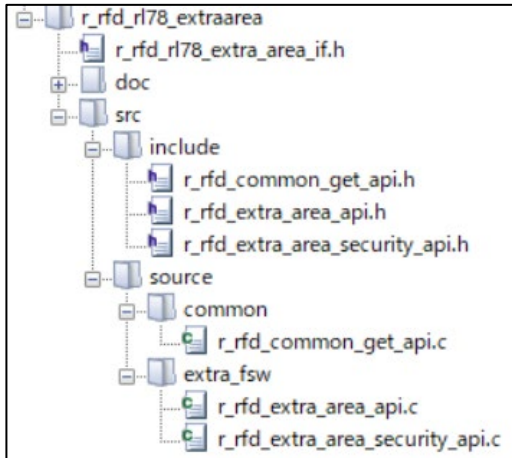 r_rfd_rl78_extraarea
r_rfd_rl78_extra_area_if.h
doc
src
include
r_rfd_common_get_api.h
r_rfd_extra_area_api.h
r_rfd_extra_area_security_api.h
source
common
r_rfd_common_get_api.c
extra_fsw
r_rfd_extra_area_api.c
r_rfd_extra_area_security_api.c